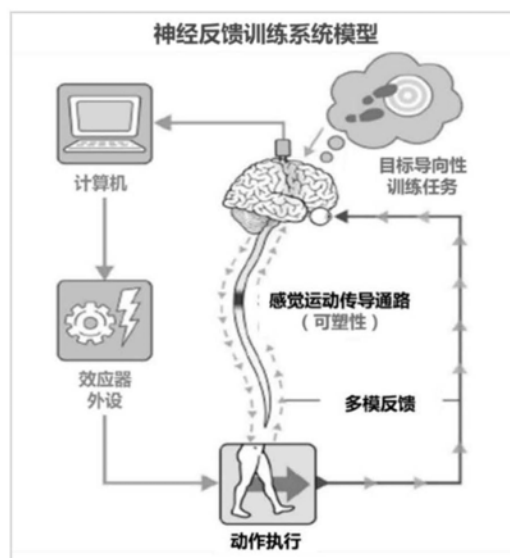 神经反馈训练系统模型
计算机
目标导向性
训练任务
感觉运动传导通路
（可塑性）
效应器
外设
多模反馈
动作执行